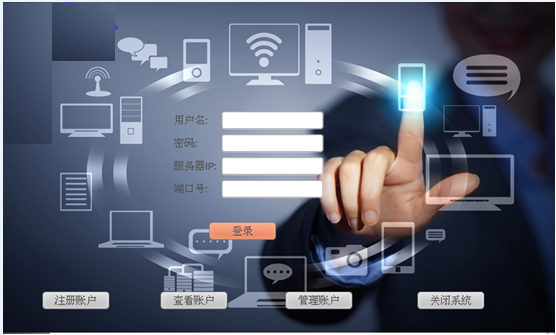 用户名:
密码:
服务器IP:
端口号:
登录
注册账户 查看账户 管理账户 关闭系统